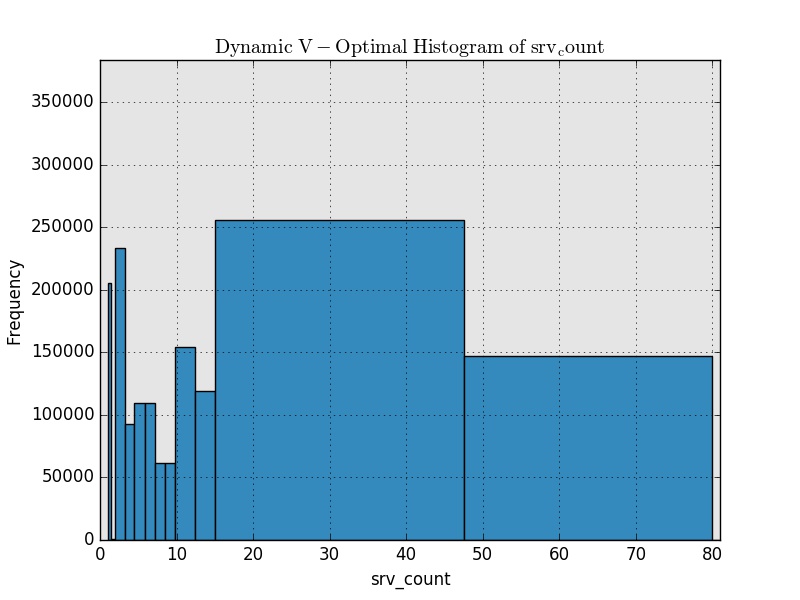 Dynamic V − Optimal Histogram of srv_count
350000
300000
250000
200000
150000
100000
50000
0
Frequency
0 10 20 30 40 50 60 70 80
srv_count